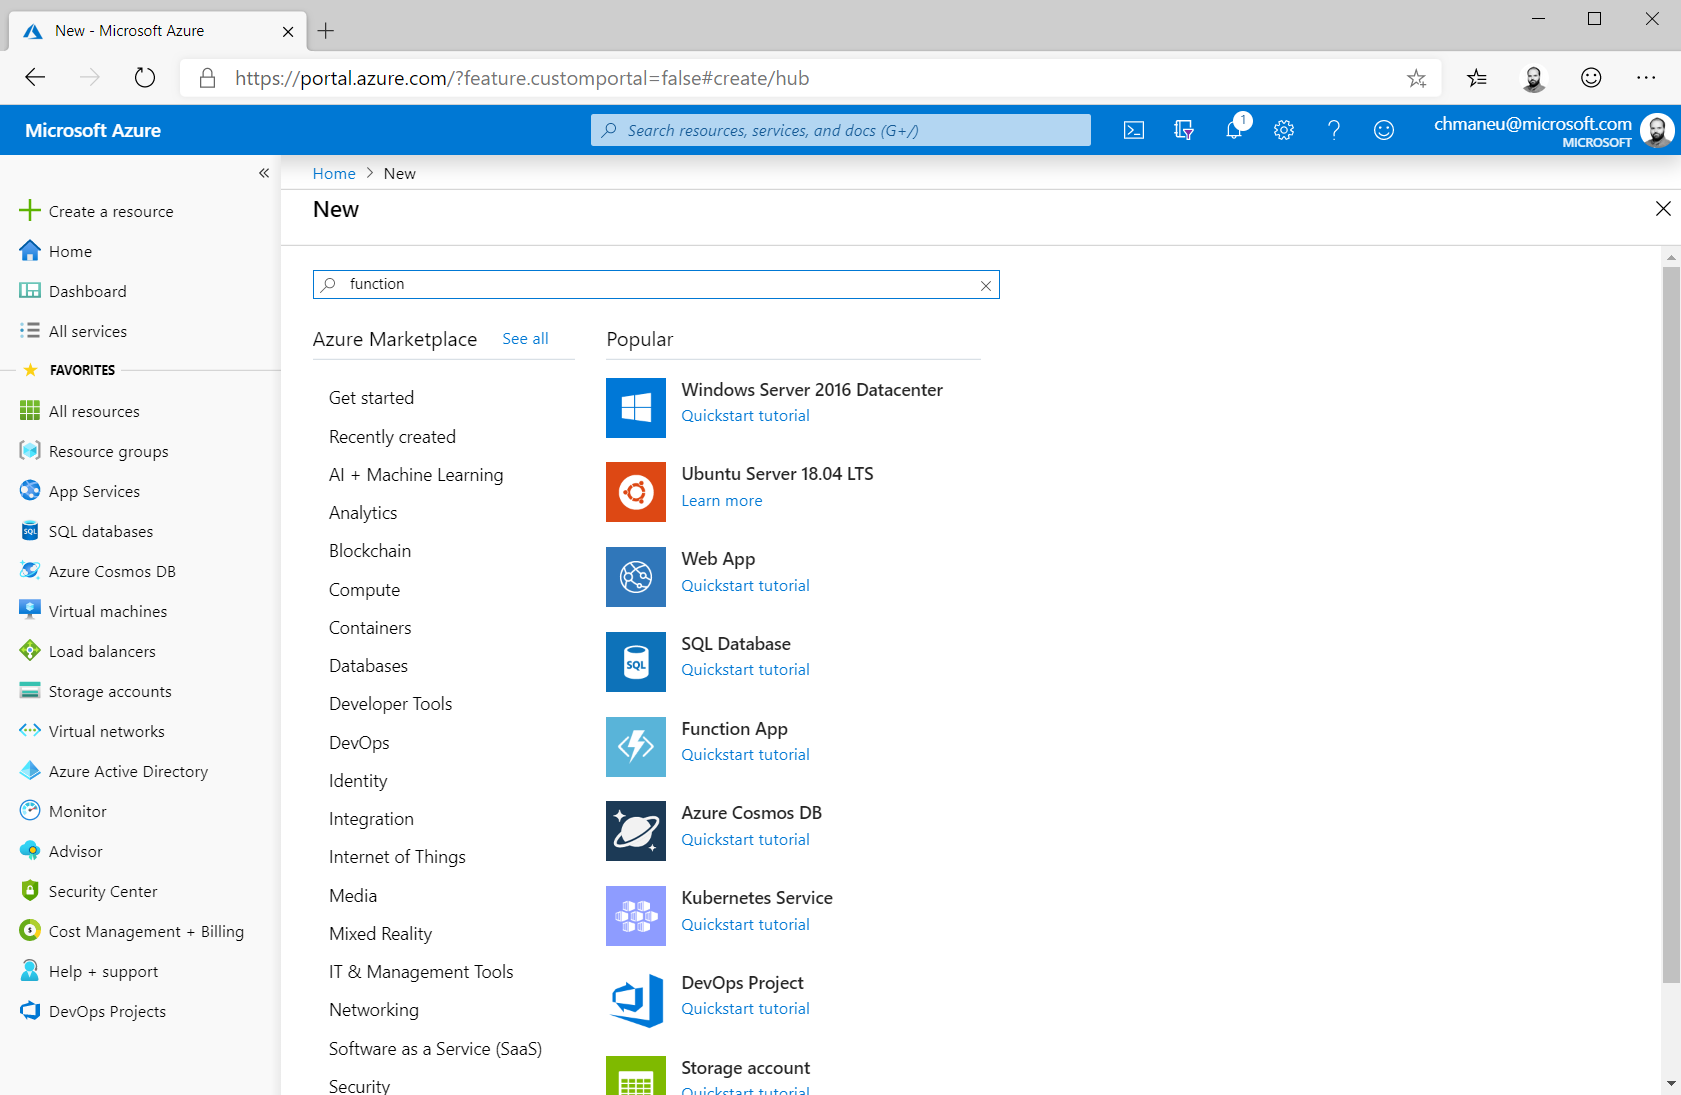 New - Microsoft Azure
https://portal.azure.com/?feature.customportal=false#create/hub
Microsoft Azure
Search resources, services, and docs (G+/)
1
chmaneu@microsoft.com
MICROSOFT
Create a resource
Home
Dashboard
All services
FAVORITES
All resources
Resource groups
App Services
SQL
SQL databases
Azure Cosmos DB
Virtual machines
Load balancers
Storage accounts
Virtual networks
Azure Active Directory
Monitor
Advisor
Security Center
Cost Management + Billing
Help + support
DevOps Projects
Home > New
New
function
Azure Marketplace See all
Get started
Recently created
AI + Machine Learning
Analytics
Blockchain
Compute
Containers
Databases
Developer Tools
DevOps
Identity
Integration
Internet of Things
Media
Mixed Reality
IT & Management Tools
Networking
Software as a Service (SaaS)
Security
Popular
Windows Server 2016 Datacenter
Quickstart tutorial
Ubuntu Server 18.04 LTS
Learn more
Web App
Quickstart tutorial
SQL
SQL Database
Quickstart tutorial
Function App
Quickstart tutorial
Azure Cosmos DB
Quickstart tutorial
Kubernetes Service
Quickstart tutorial
DevOps Project
Quickstart tutorial
Storage account
Quickstart tutorial